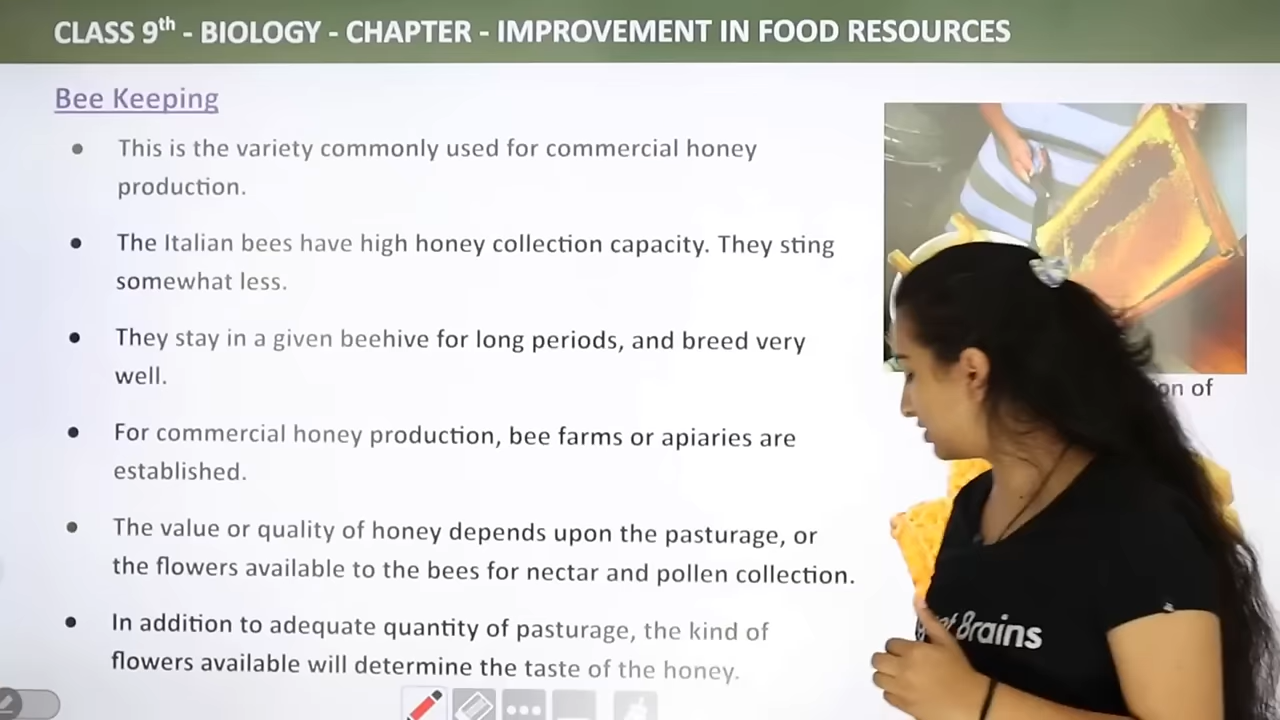 CLASS 9th - BIOLOGY - CHAPTER - IMPROVEMENT IN FOOD RESOURCES
Bee Keeping
• This is the variety commonly used for commercial honey
production.
• The Italian bees have high honey collection capacity. They sting
somewhat less.
• They stay in a given beehive for long periods, and breed very
well.
• For commercial honey production, bee farms or apiaries are
established.
• The value or quality of honey depends upon the pasturage, or
the flowers available to the bees for nectar and pollen collection.
• In addition to adequate quantity of pasturage, the kind of
flowers available will determine the taste of the honey.
of
Brains